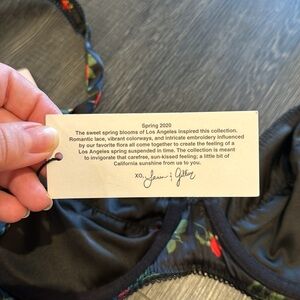 Spring 2020
The sweet spring blooms of Los Angeles inspired this collection.
Romantic lace, vibrant colorways, and intricate embroidery influenced
by our favorite flora all come together to create the feeling of a
Los Angeles spring suspended in time. The collection is meant
to invigorate that carefree, sun-kissed feeling; a little bit of
California sunshine from us to you.
xo,